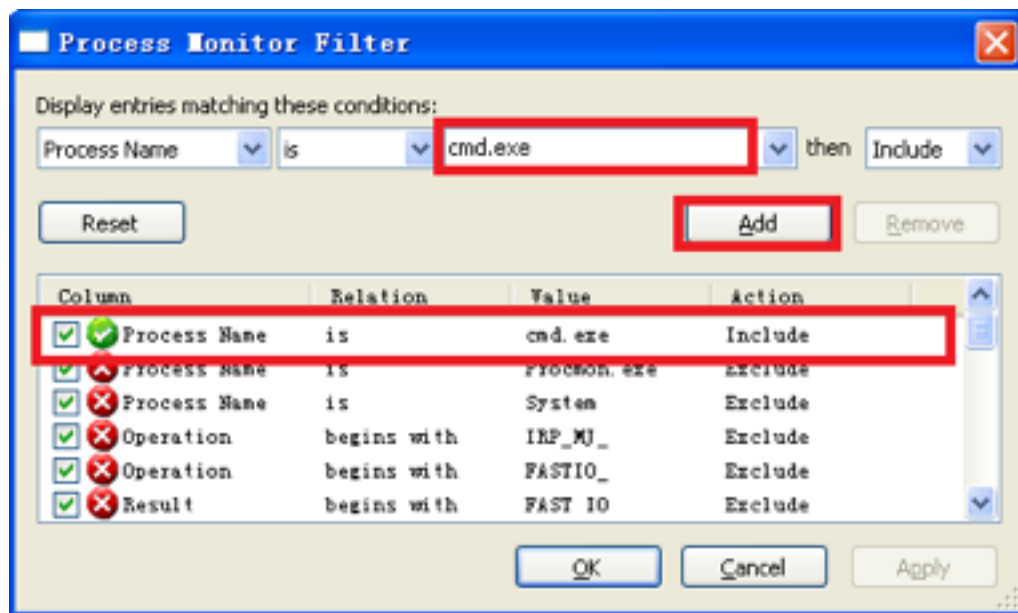 Process Monitor Filter
Display entries matching these conditions:
Process Name is cmd.exe then Include
Reset Add Remove
Column Relation Value Action
Process Name is cmd.exe Include
Process Name is Procmon.exe Exclude
Process Name is System Exclude
Operation begins with IRP_MJ_ Exclude
Operation begins with FASTIO_ Exclude
Result begins with FAST IO Exclude
OK Cancel Apply